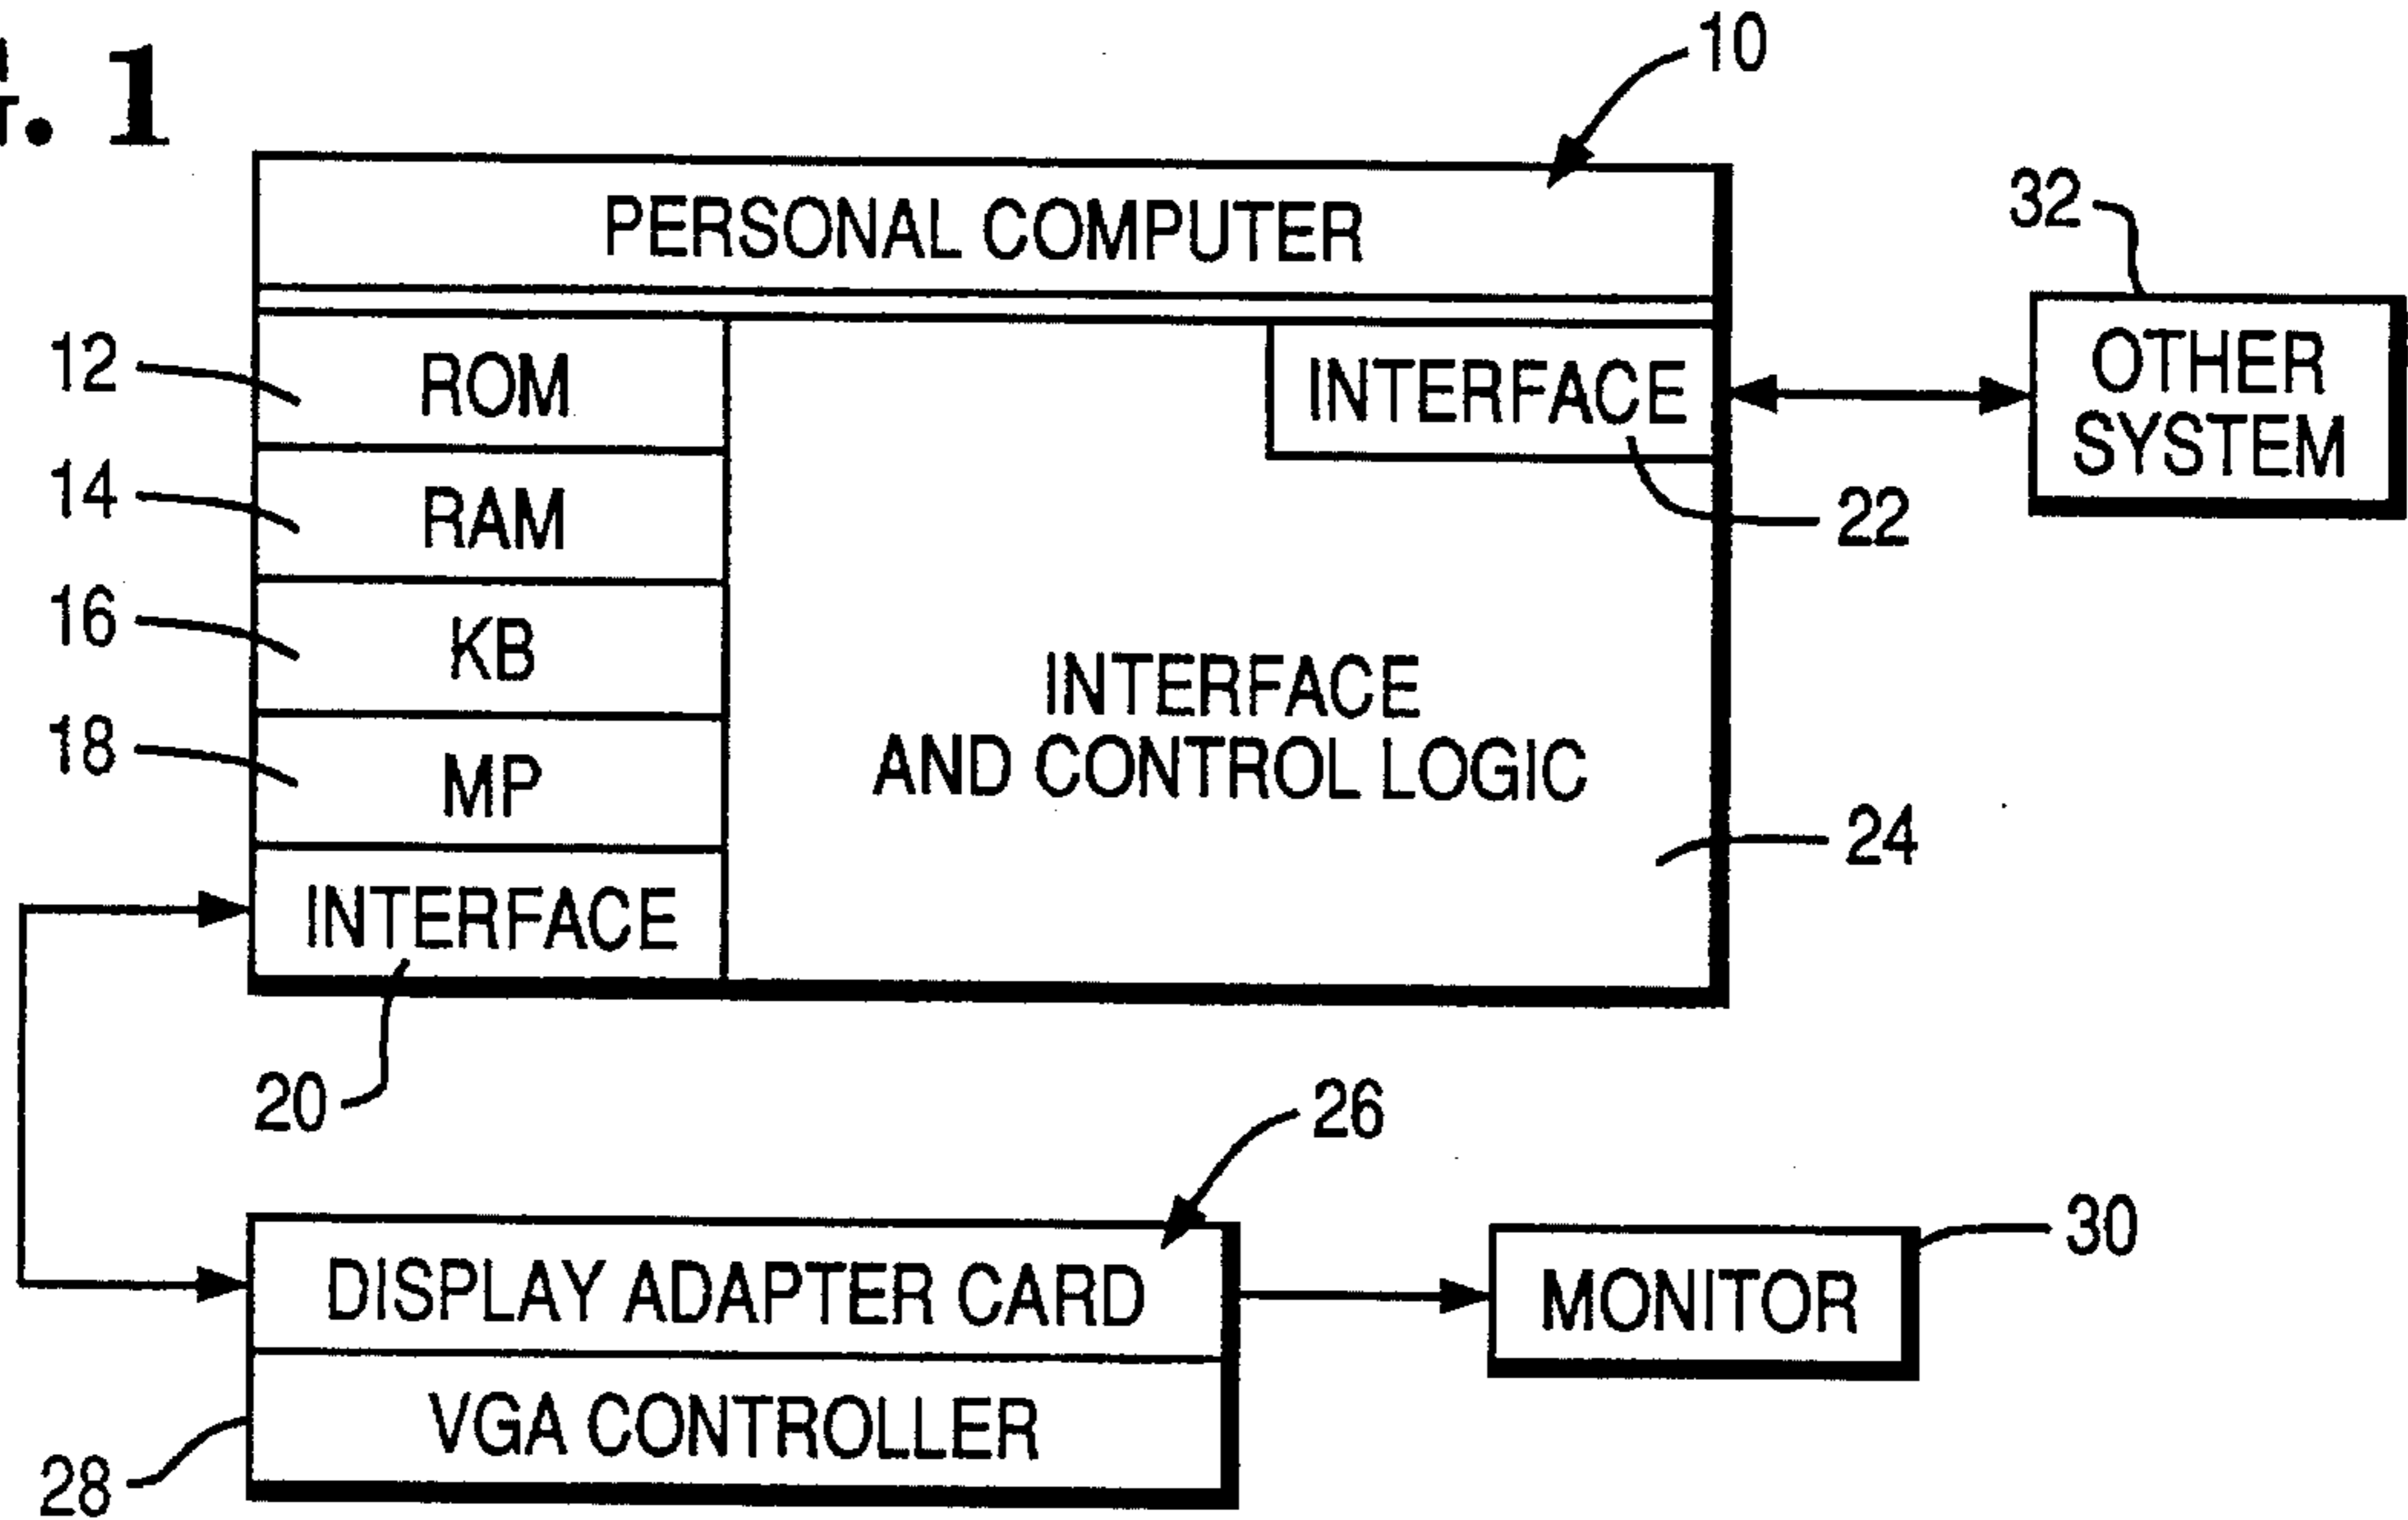 . 1
10
PERSONAL COMPUTER
32
OTHER
SYSTEM
12
ROM
INTERFACE
22
14
RAM
16
KB
18
MP
INTERFACE
AND CONTROL LOGIC
24
INTERFACE
20
26
DISPLAY ADAPTER CARD
MONITOR
30
VGA CONTROLLER
28